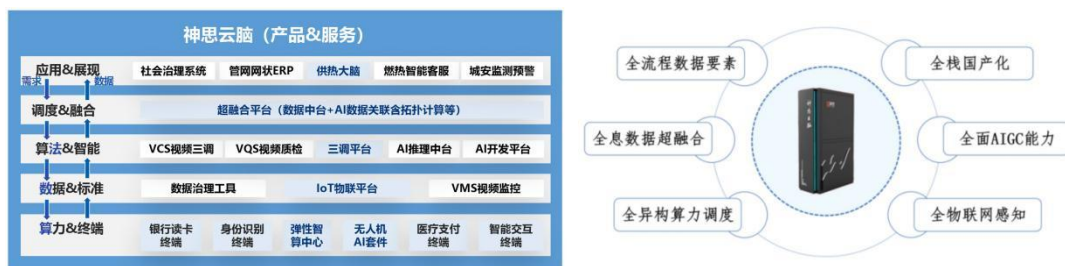 神思云脑（产品&服务）
应用&展现
需求
数据
社会治理系统
管网网状ERP
供热大脑
燃热智能客服
城安监测预警
调度&融合
超融合平台（数据中台+AI数据关联含拓扑计算等）
算法&智能
VCS视频三调
VQS视频质检
三调平台
AI推理中台
AI开发平台
数据&标准
数据治理工具
IoT物联平台
VMS视频监控
算力&终端
银行读卡
终端
身份识别
终端
弹性智
算中心
无人机
AI套件
医疗支付
终端
智能交互
终端
全流程数据要素
全栈国产化
全息数据超融合
全面AIGC能力
全异构算力调度
全物联网感知
神思云脑